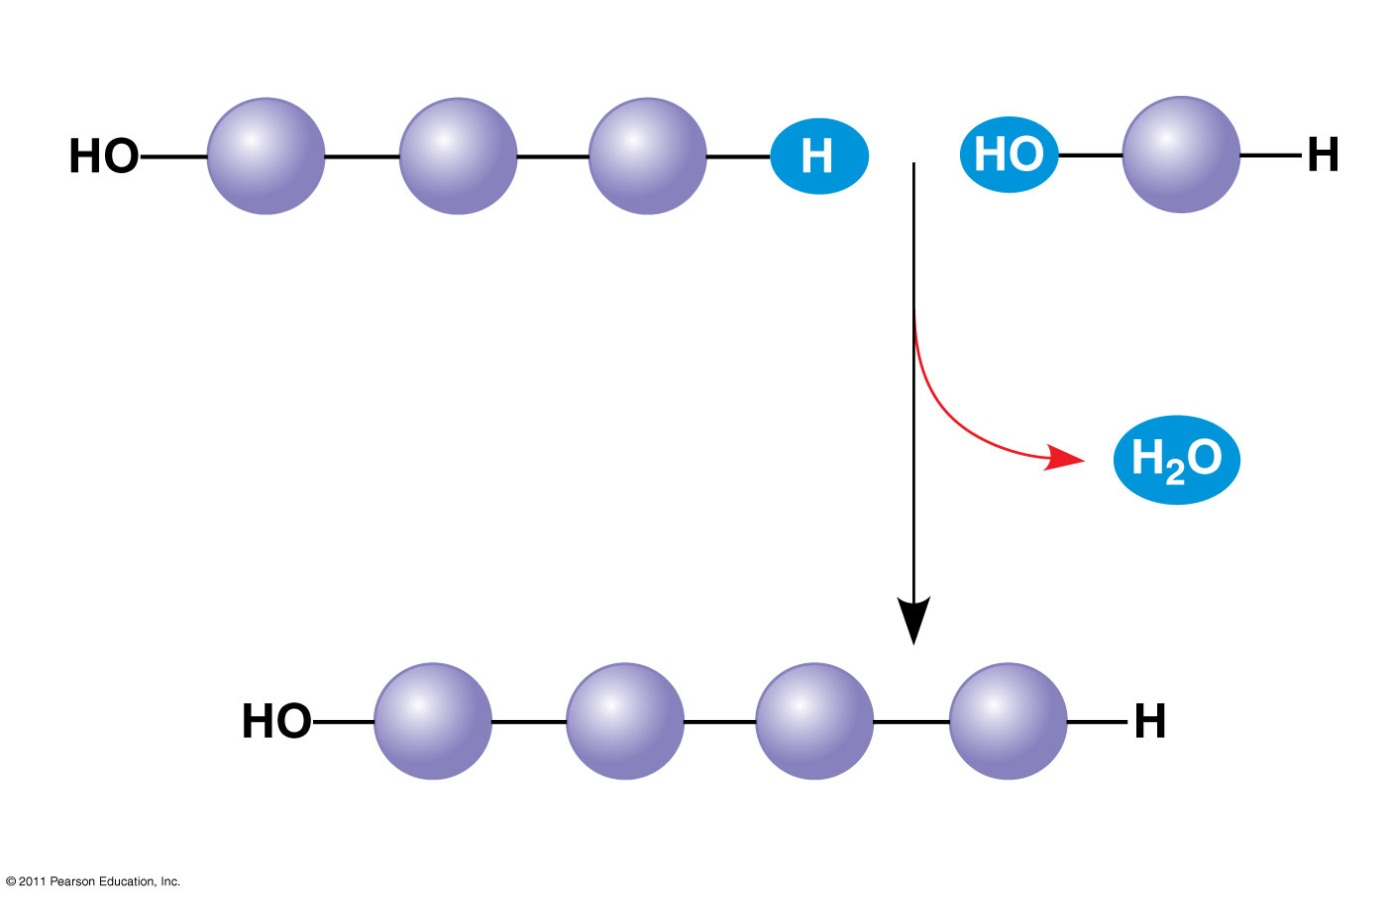 HO H HO H
H₂O
HO H
© 2011 Pearson Education, Inc.